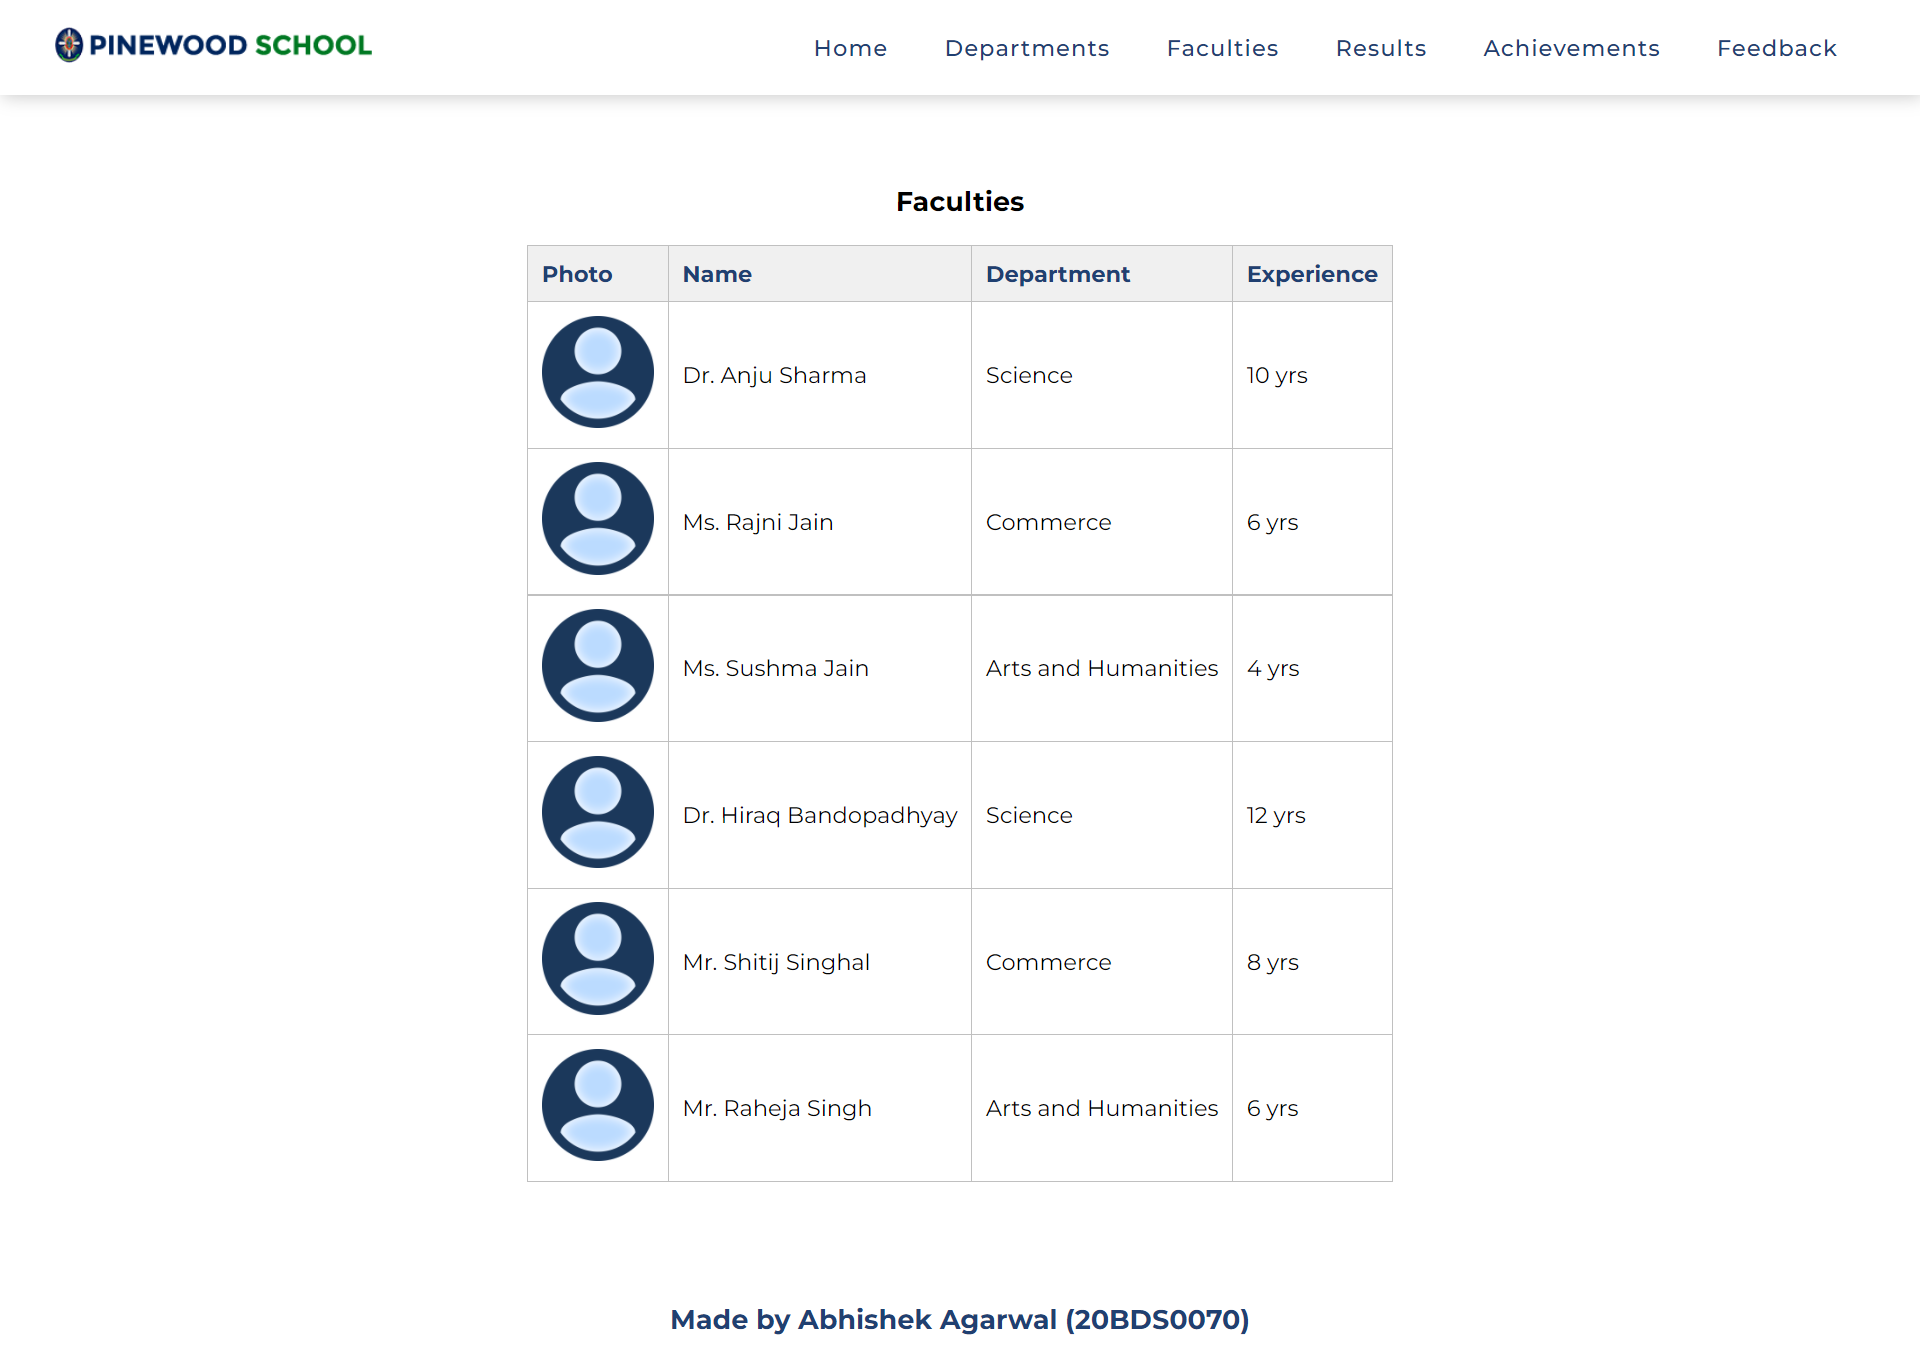 PINEWOOD SCHOOL
Home Departments Faculties Results Achievements Feedback
Faculties
Photo Name Department Experience
Dr. Anju Sharma Science 10 yrs
Ms. Rajni Jain Commerce 6 yrs
Ms. Sushma Jain Arts and Humanities 4 yrs
Dr. Hiraq Bandopadhyay Science 12 yrs
Mr. Shitij Singhal Commerce 8 yrs
Mr. Raheja Singh Arts and Humanities 6 yrs
Made by Abhishek Agarwal (20BDS0070)